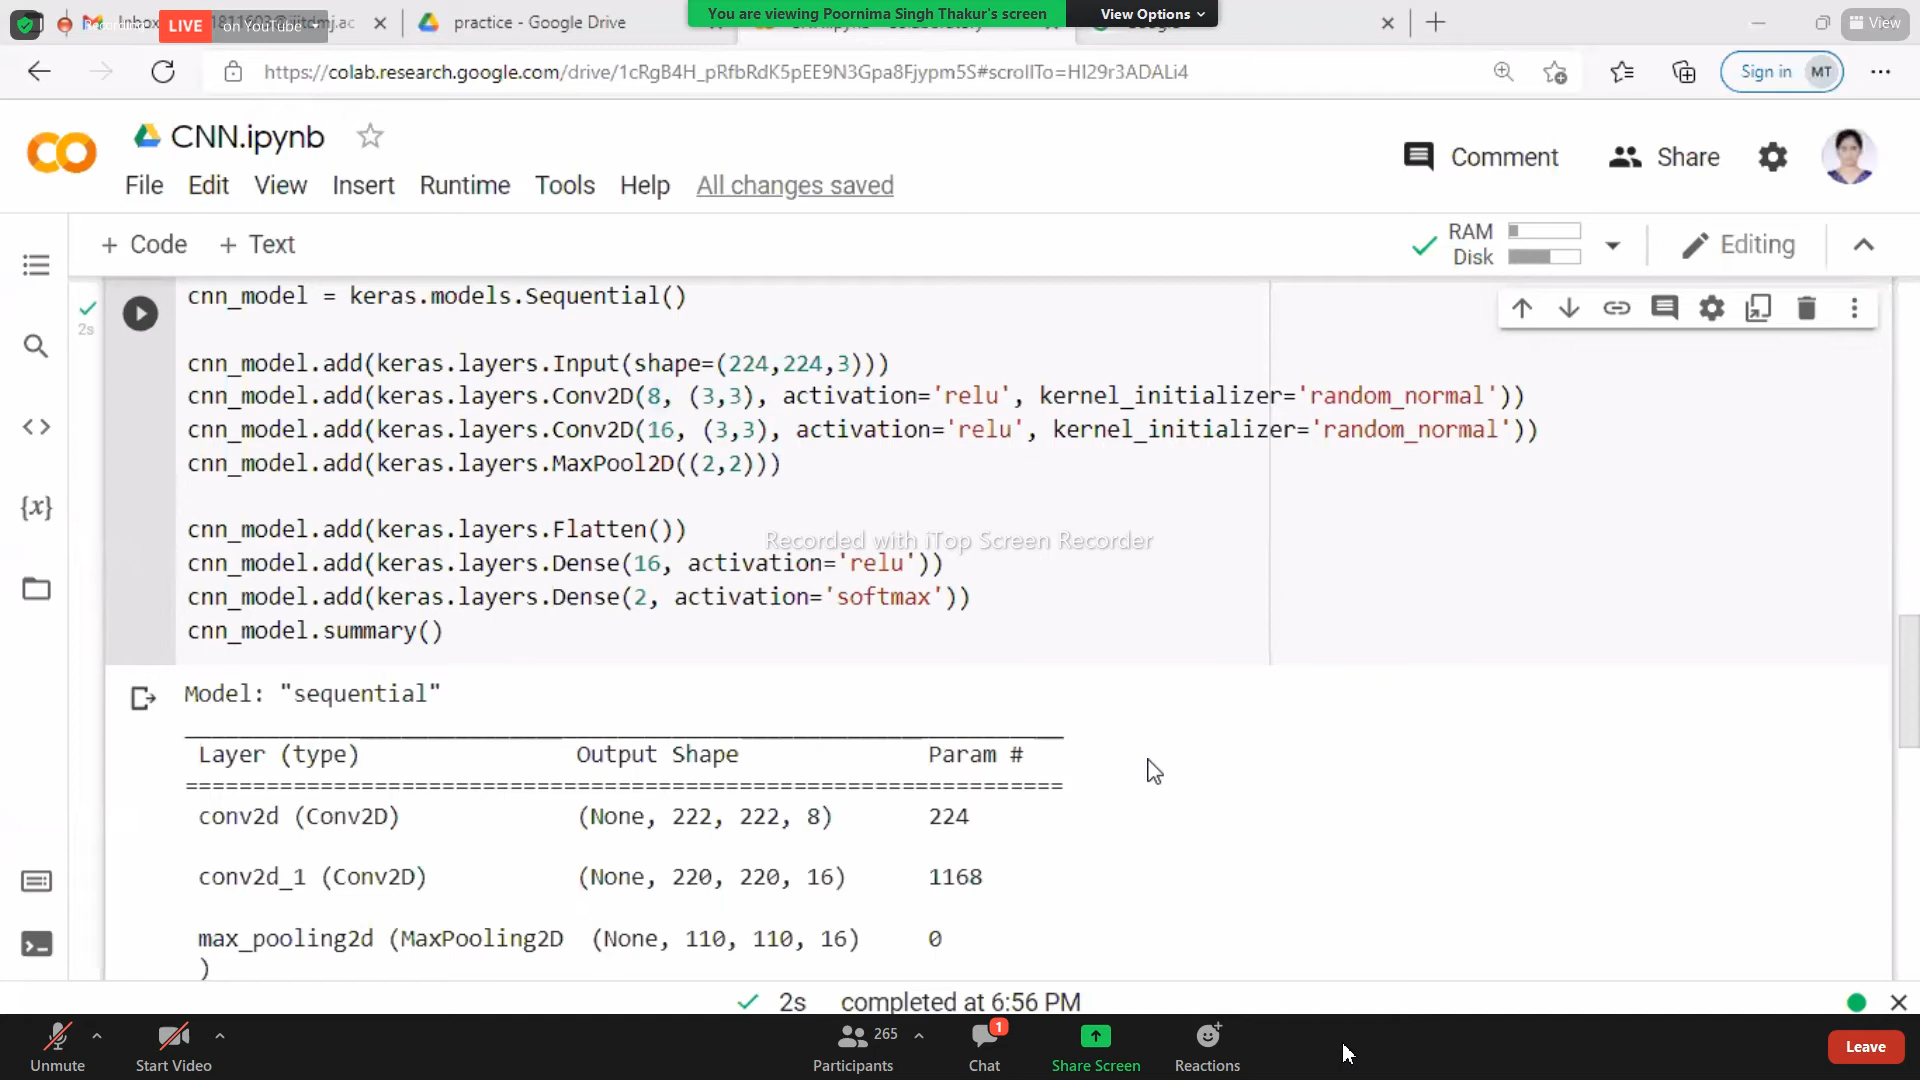 LIVE
on YouTube
practice - Google Drive
You are viewing Poornima Singh Thakur's screen
View Options
View
https://colab.research.google.com/drive/1cRgB4H_pRfbRdK5pEE9N3Gpa8Fjypm5S#scrollTo=HI29r3ADALi4
Sign in
MT
CNN.ipynb
Comment
Share
File Edit View Insert Runtime Tools Help All changes saved
+ Code + Text
RAM
Disk
Editing
2s
cnn_model = keras.models.Sequential()
cnn_model.add(keras.layers.Input(shape=(224,224,3)))
cnn_model.add(keras.layers.Conv2D(8, (3,3), activation='relu', kernel_initializer='random_normal'))
cnn_model.add(keras.layers.Conv2D(16, (3,3), activation='relu', kernel_initializer='random_normal'))
cnn_model.add(keras.layers.MaxPool2D((2,2)))
cnn_model.add(keras.layers.Flatten())
Recorded with iTop Screen Recorder
cnn_model.add(keras.layers.Dense(16, activation='relu'))
cnn_model.add(keras.layers.Dense(2, activation='softmax'))
cnn_model.summary()
Model: "sequential"
Layer (type) Output Shape Param #
conv2d (Conv2D) (None, 222, 222, 8) 224
conv2d_1 (Conv2D) (None, 220, 220, 16) 1168
max_pooling2d (MaxPooling2D (None, 110, 110, 16) 0
)
2s completed at 6:56 PM
Unmute
Start Video
265
Participants
1
Chat
Share Screen
Reactions
Leave